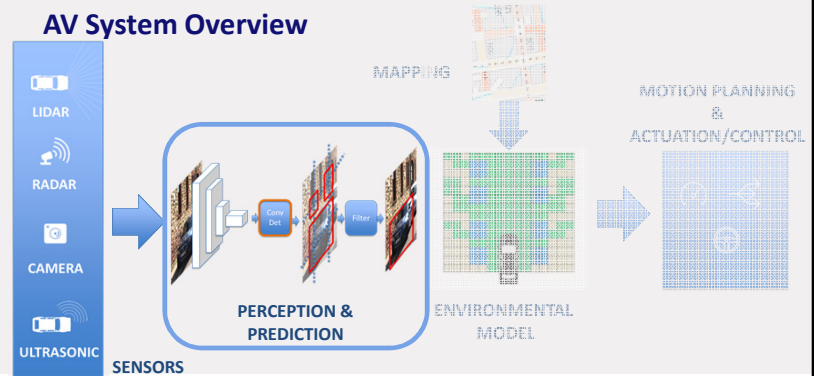 AV System Overview
LIDAR
RADAR
CAMERA
ULTRASONIC
SENSORS
Conv
Det
Filter
PERCEPTION &
PREDICTION
MAPPING
ENVIRONMENTAL
MODEL
MOTION PLANNING
&
ACTUATION/CONTROL